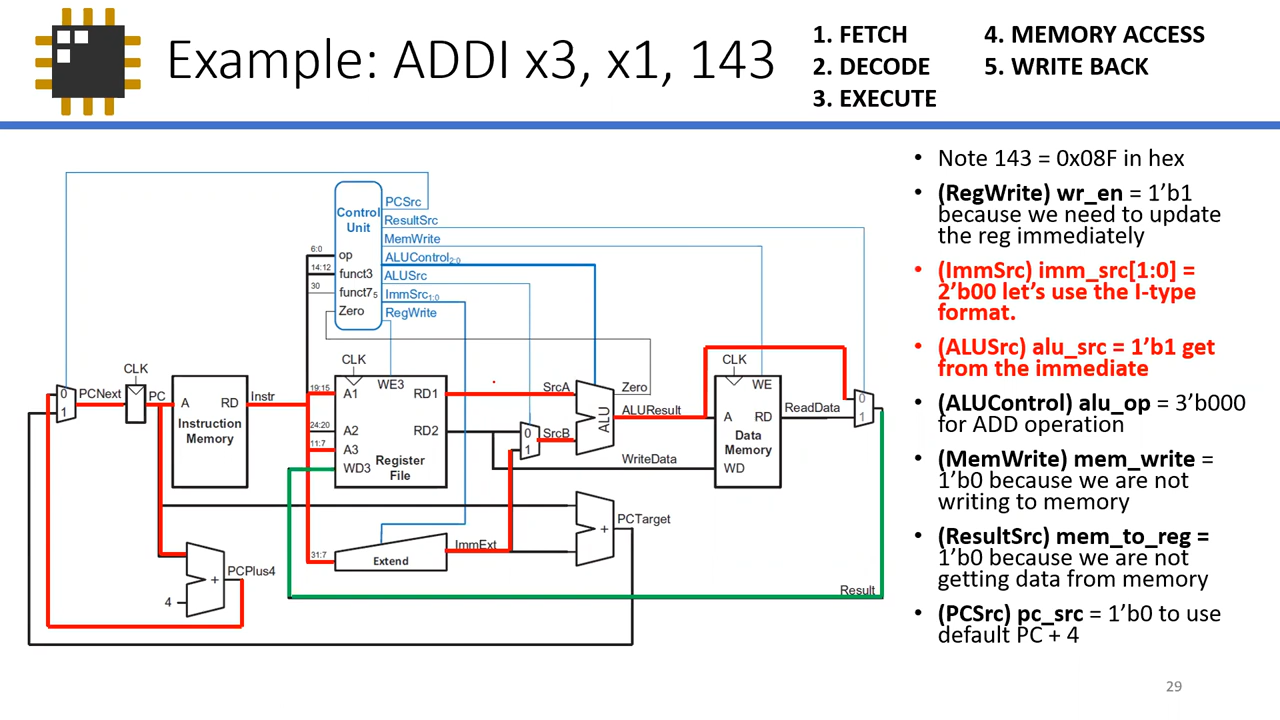 Example: ADDI x3, x1, 143
1. FETCH
2. DECODE
3. EXECUTE
4. MEMORY ACCESS
5. WRITE BACK
PCSrc
Control
Unit
ResultSrc
MemWrite
ALUControl2:0
ALUSrc
ImmSrc1:0
RegWrite
6:0
op
14:12
funct3
30
funct75
Zero
CLK
CLK
CLK
0
1
PCNext
PC
A
RD
Instruction
Memory
Instr
19:15
A1
WE3
RD1
24:20
A2
RD2
11:7
A3
WD3
Register
File
SrcA
0
1
SrcB
ALU
Zero
ALUResult
WriteData
WE
A
RD
Data
Memory
WD
ReadData
0
1
PCTarget
+
31:7
Extend
ImmExt
+
PCPlus4
4
Result
• Note 143 = 0x08F in hex
• (RegWrite) wr_en = 1’b1
because we need to update
the reg immediately
• (ImmSrc) imm_src[1:0] =
2’b00 let’s use the I-type
format.
• (ALUSrc) alu_src = 1’b1 get
from the immediate
• (ALUControl) alu_op = 3’b000
for ADD operation
• (MemWrite) mem_write =
1’b0 because we are not
writing to memory
• (ResultSrc) mem_to_reg =
1’b0 because we are not
getting data from memory
• (PCSrc) pc_src = 1’b0 to use
default PC + 4
29